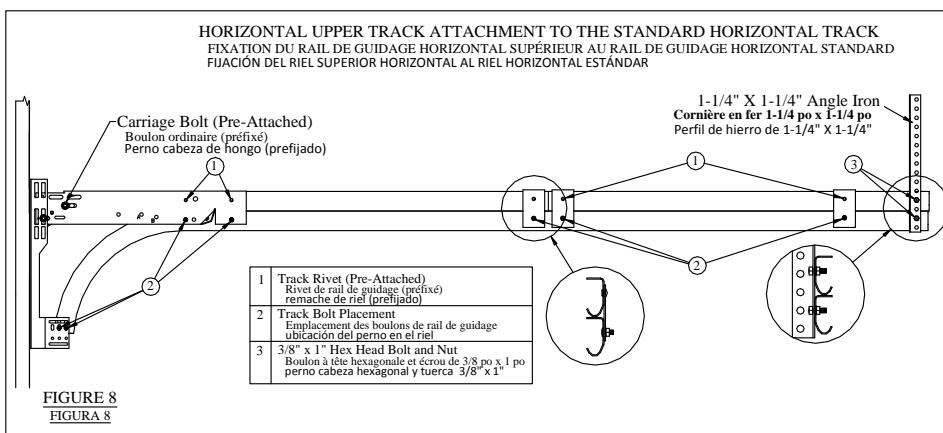 HORIZONTAL UPPER TRACK ATTACHMENT TO THE STANDARD HORIZONTAL TRACK
FIXATION DU RAIL DE GUIDAGE HORIZONTAL SUPÉRIEUR AU RAIL DE GUIDAGE HORIZONTAL STANDARD
FIJACIÓN DEL RIEL SUPERIOR HORIZONTAL AL RIEL HORIZONTAL ESTÁNDAR
1-1/4" X 1-1/4" Angle Iron
Cornière en fer 1-1/4 po x 1-1/4 po
Perfil de hierro de 1-1/4" X 1-1/4"
Carriage Bolt (Pre-Attached)
Boulon ordinaire (préfixé)
Perno cabeza de hongo (prefijado)
1
1
3
2
2
1 Track Rivet (Pre-Attached)
Rivet de rail de guidage (préfixé)
remache de riel (prefijado)
2 Track Bolt Placement
Emplacement des boulons de rail de guidage
ubicación del perno en el riel
3 3/8" x 1" Hex Head Bolt and Nut
Boulon à tête hexagonale et écrou de 3/8 po x 1 po
perno cabeza hexagonal y tuerca 3/8" x 1"
FIGURE 8
FIGURA 8